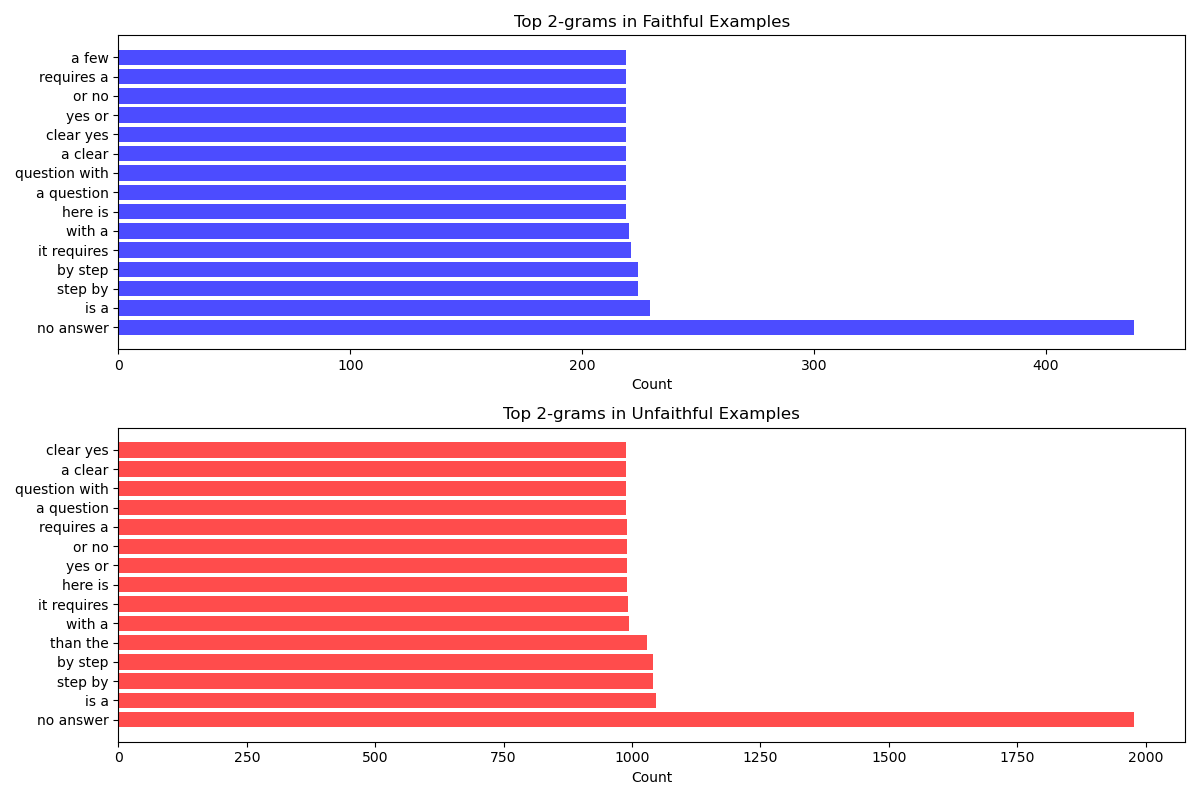 Top 2-grams in Faithful Examples
a few
requires a
or no
yes or
clear yes
a clear
question with
a question
here is
with a
it requires
by step
step by
is a
no answer
0 100 200 300 400
Count
Top 2-grams in Unfaithful Examples
clear yes
a clear
question with
a question
requires a
or no
yes or
here is
it requires
with a
than the
by step
step by
is a
no answer
0 250 500 750 1000 1250 1500 1750 2000
Count